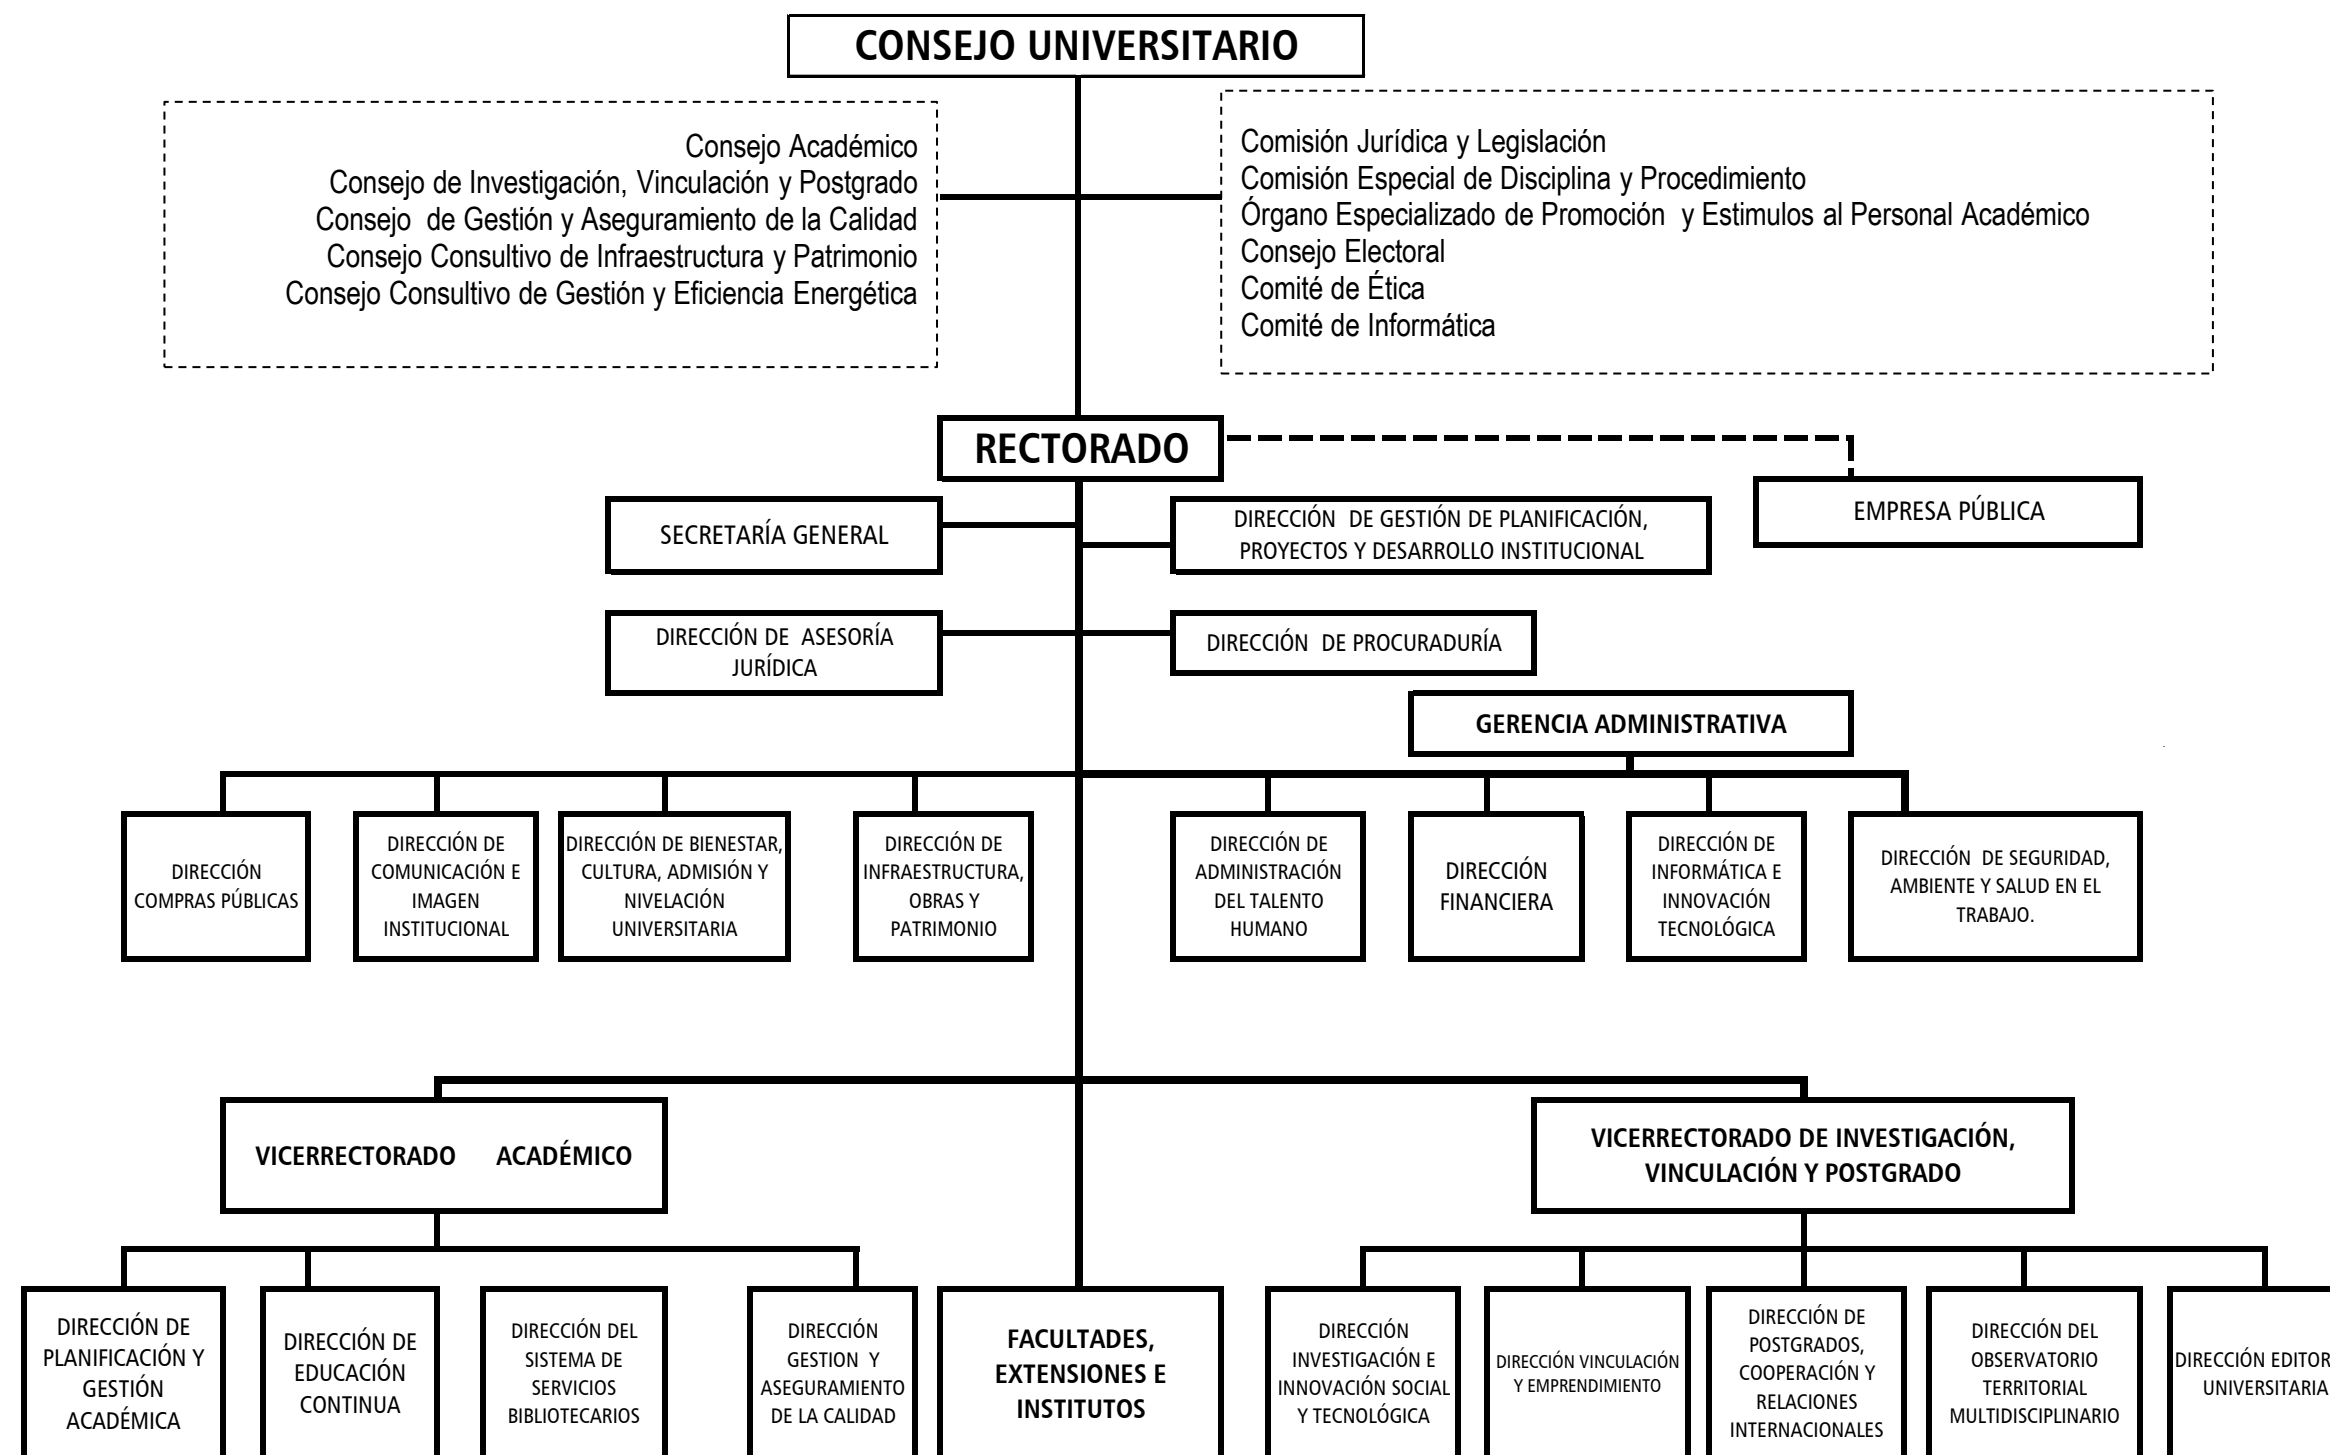 CONSEJO UNIVERSITARIO
Consejo Académico
Consejo de Investigación, Vinculación y Postgrado
Consejo de Gestión y Aseguramiento de la Calidad
Consejo Consultivo de Infraestructura y Patrimonio
Consejo Consultivo de Gestión y Eficiencia Energética
Comisión Jurídica y Legislación
Comisión Especial de Disciplina y Procedimiento
Órgano Especializado de Promoción y Estimulos al Personal Académico
Consejo Electoral
Comité de Ética
Comité de Informática
RECTORADO
SECRETARÍA GENERAL
DIRECCIÓN DE GESTIÓN DE PLANIFICACIÓN,
PROYECTOS Y DESARROLLO INSTITUCIONAL
EMPRESA PÚBLICA
DIRECCIÓN DE ASESORÍA
JURÍDICA
DIRECCIÓN DE PROCURADURÍA
GERENCIA ADMINISTRATIVA
DIRECCIÓN
COMPRAS PÚBLICAS
DIRECCIÓN DE
COMUNICACIÓN E
IMAGEN
INSTITUCIONAL
DIRECCIÓN DE BIENESTAR,
CULTURA, ADMISIÓN Y
NIVELACIÓN
UNIVERSITARIA
DIRECCIÓN DE
INFRAESTRUCTURA,
OBRAS Y
PATRIMONIO
DIRECCIÓN DE
ADMINISTRACIÓN
DEL TALENTO
HUMANO
DIRECCIÓN
FINANCIERA
DIRECCIÓN DE
INFORMÁTICA E
INNOVACIÓN
TECNOLÓGICA
DIRECCIÓN DE SEGURIDAD,
AMBIENTE Y SALUD EN EL
TRABAJO.
VICERRECTORADO ACADÉMICO
VICERRECTORADO DE INVESTIGACIÓN,
VINCULACIÓN Y POSTGRADO
DIRECCIÓN DE
PLANIFICACIÓN Y
GESTIÓN
ACADÉMICA
DIRECCIÓN DE
EDUCACIÓN
CONTINUA
DIRECCIÓN DEL
SISTEMA DE
SERVICIOS
BIBLIOTECARIOS
DIRECCIÓN
GESTION Y
ASEGURAMIENTO
DE LA CALIDAD
FACULTADES,
EXTENSIONES E
INSTITUTOS
DIRECCIÓN
INVESTIGACIÓN E
INNOVACIÓN SOCIAL
Y TECNOLÓGICA
DIRECCIÓN VINCULACIÓN
Y EMPRENDIMIENTO
DIRECCIÓN DE
POSTGRADOS,
COOPERACIÓN Y
RELACIONES
INTERNACIONALES
DIRECCIÓN DEL
OBSERVATORIO
TERRITORIAL
MULTIDISCIPLINARIO
DIRECCIÓN
UNIVERSITARIA